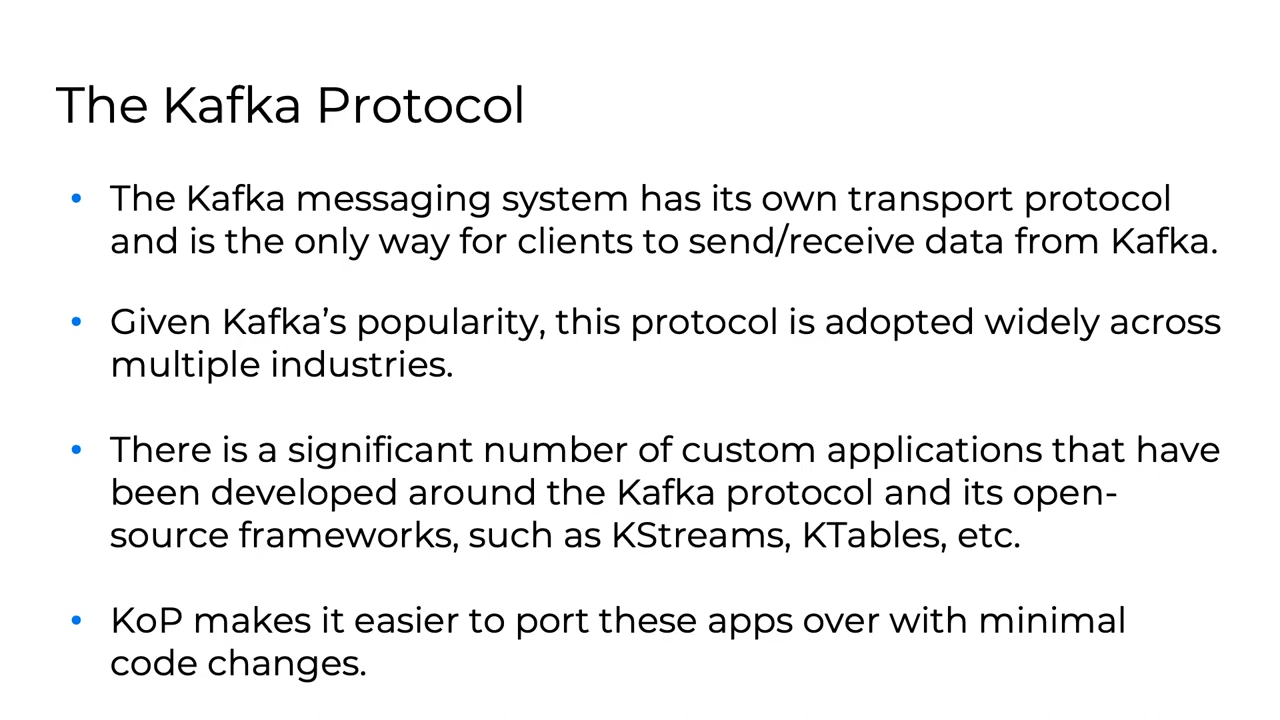 The Kafka Protocol
• The Kafka messaging system has its own transport protocol
and is the only way for clients to send/receive data from Kafka.
• Given Kafka’s popularity, this protocol is adopted widely across
multiple industries.
• There is a significant number of custom applications that have
been developed around the Kafka protocol and its open-
source frameworks, such as KStreams, KTables, etc.
• KoP makes it easier to port these apps over with minimal
code changes.